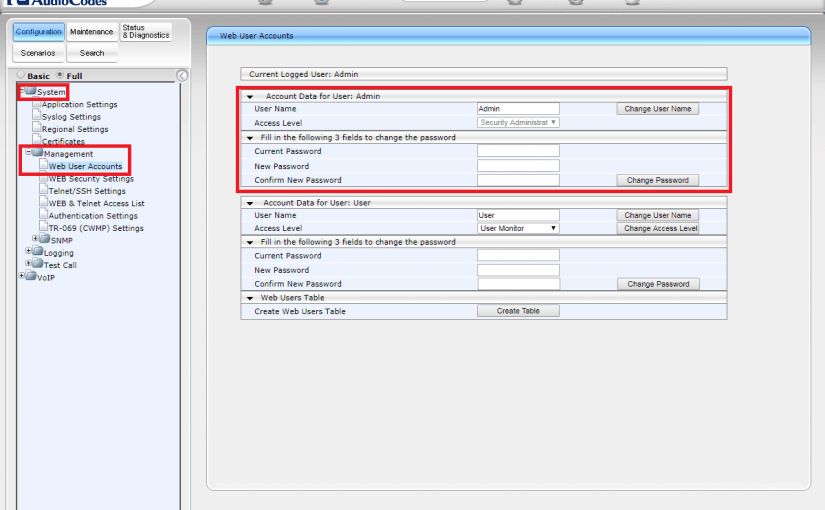 AudioCodes
Configuration Maintenance Status & Diagnostics
Scenarios Search
Basic Full
System
Application Settings
Syslog Settings
Regional Settings
Certificates
Management
Web User Accounts
WEB Security Settings
Telnet/SSH Settings
WEB & Telnet Access List
Authentication Settings
TR-069 (CWMP) Settings
SNMP
Logging
Test Call
VoIP
Web User Accounts
Current Logged User: Admin
Account Data for User: Admin
User Name Admin Change User Name
Access Level Security Administrat
Fill in the following 3 fields to change the password
Current Password
New Password
Confirm New Password Change Password
Account Data for User: User
User Name User Change User Name
Access Level User Monitor Change Access Level
Fill in the following 3 fields to change the password
Current Password
New Password
Confirm New Password Change Password
Web Users Table
Create Web Users Table Create Table